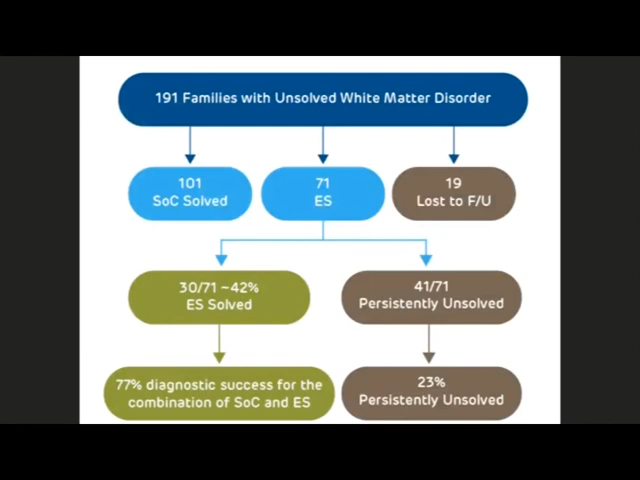 191 Families with Unsolved White Matter Disorder
101
SoC Solved
71
ES
19
Lost to F/U
30/71 ~42%
ES Solved
41/71
Persistently Unsolved
77% diagnostic success for the
combination of SoC and ES
23%
Persistently Unsolved